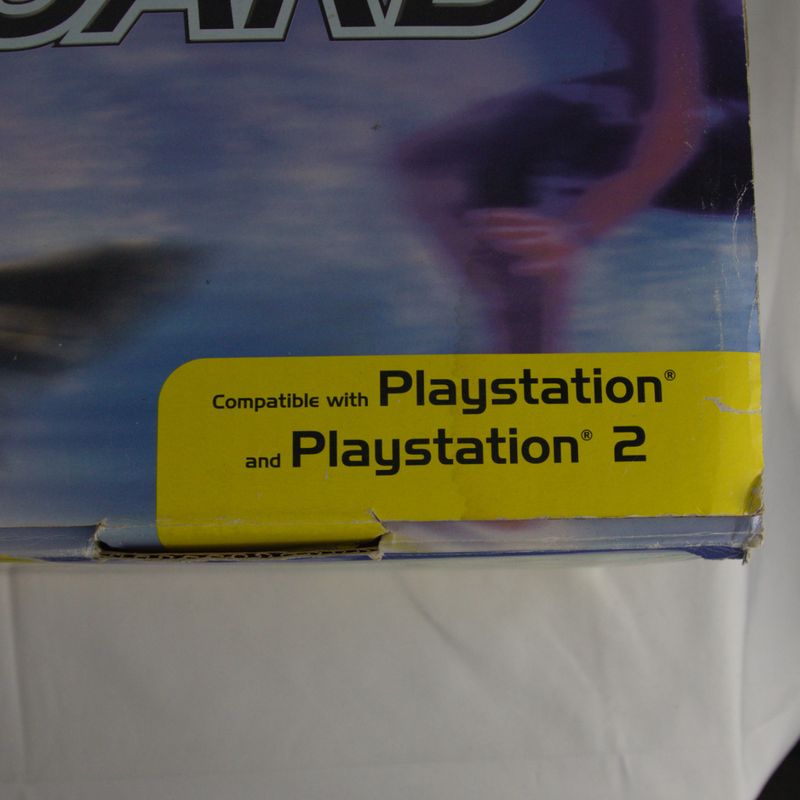 Compatible with Playstation®
and Playstation® 2